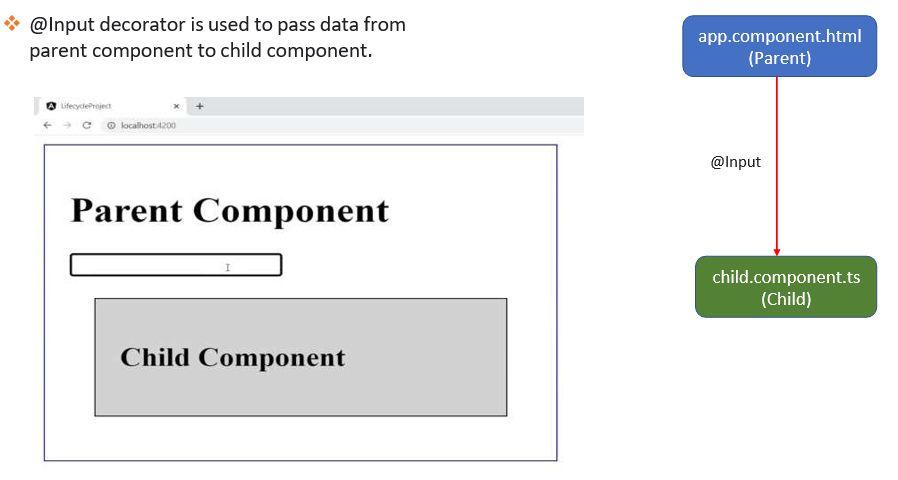 @Input decorator is used to pass data from
parent component to child component.
LifecycleProject
localhost:4200
Parent Component
Child Component
app.component.html
(Parent)
@Input
child.component.ts
(Child)